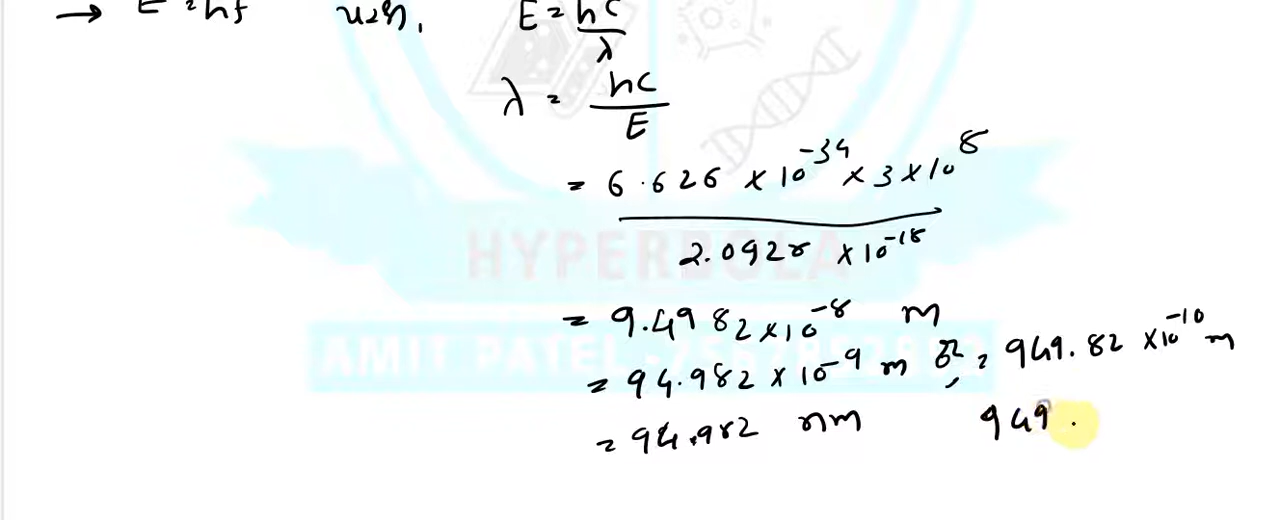 → E = hf પરથી, E = hc/λ
λ = hc/E
= 6.626 × 10⁻³⁴ × 3 × 10⁸
2.0928 × 10⁻¹⁸
HYPERBOLA
= 9.4982 × 10⁻⁸ m
AMIT PATEL
= 94.982 × 10⁻⁹ m = 949.82 × 10⁻¹⁰ m
= 94.982 nm 949.